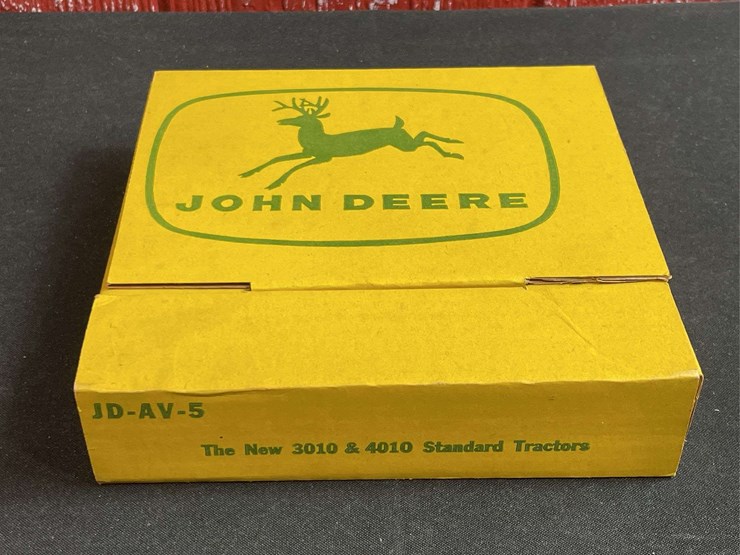 JOHN DEERE
JD-AV-5
The New 3010 & 4010 Standard Tractors